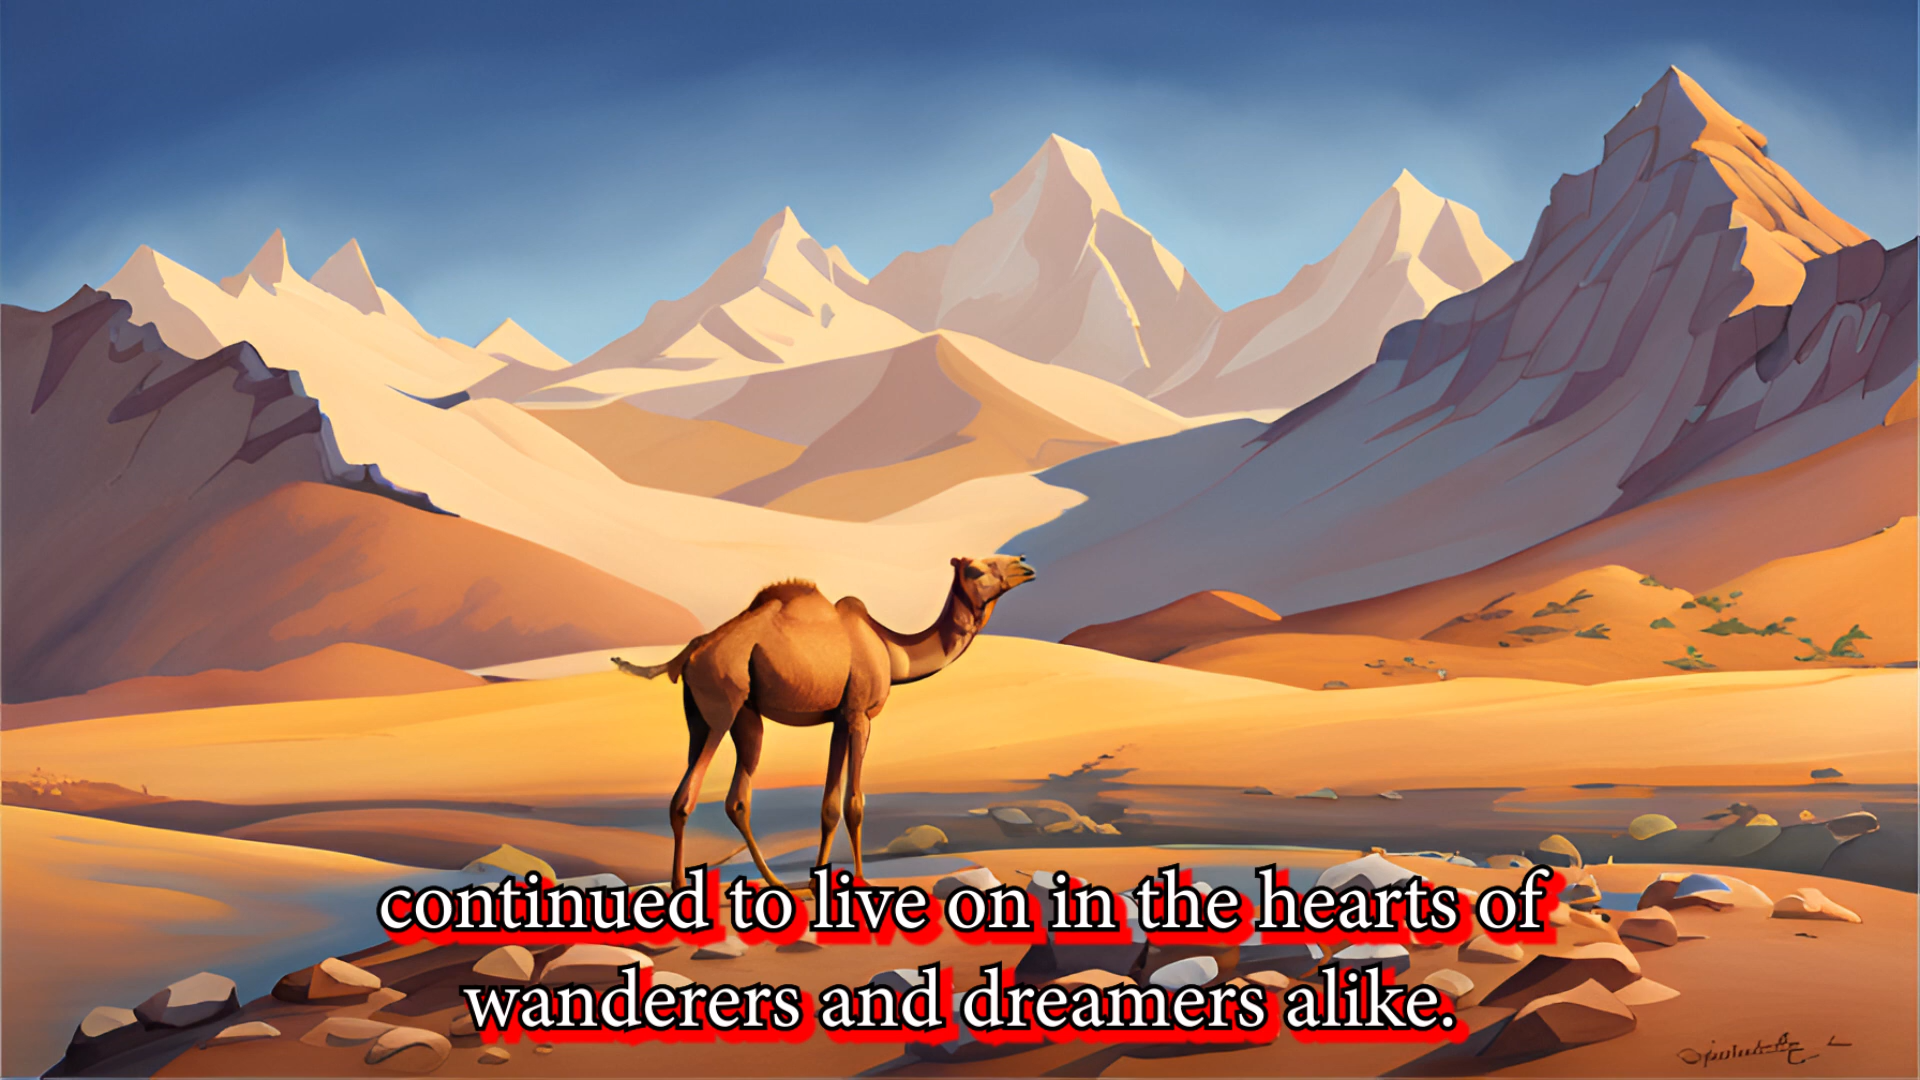 continued to live on in the hearts of
wanderers and dreamers alike.